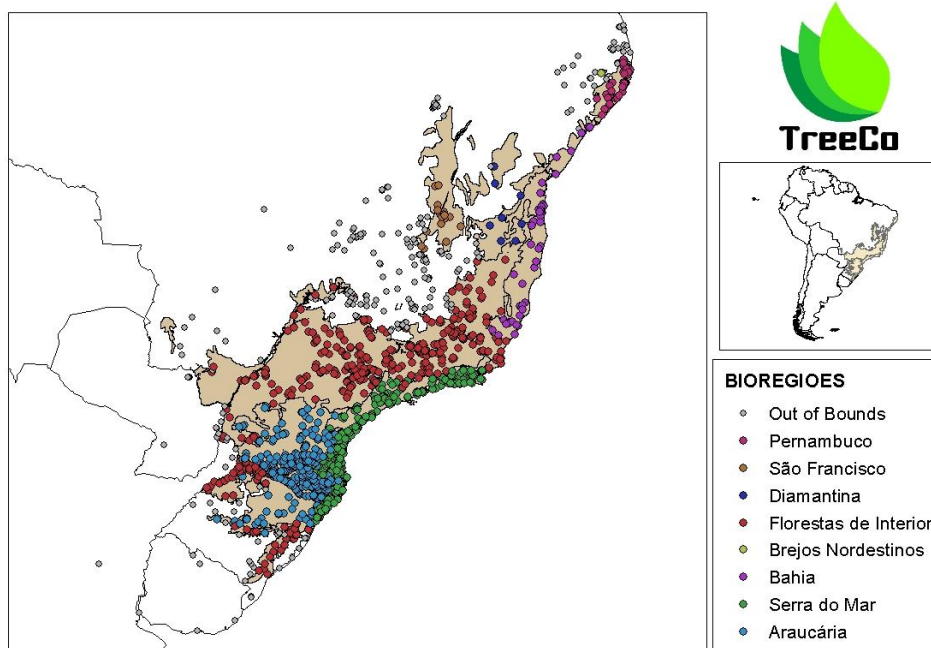 TreeCo
BIOREGIOES
Out of Bounds
Pernambuco
São Francisco
Diamantina
Florestas de Interior
Brejos Nordestinos
Bahia
Serra do Mar
Araucária